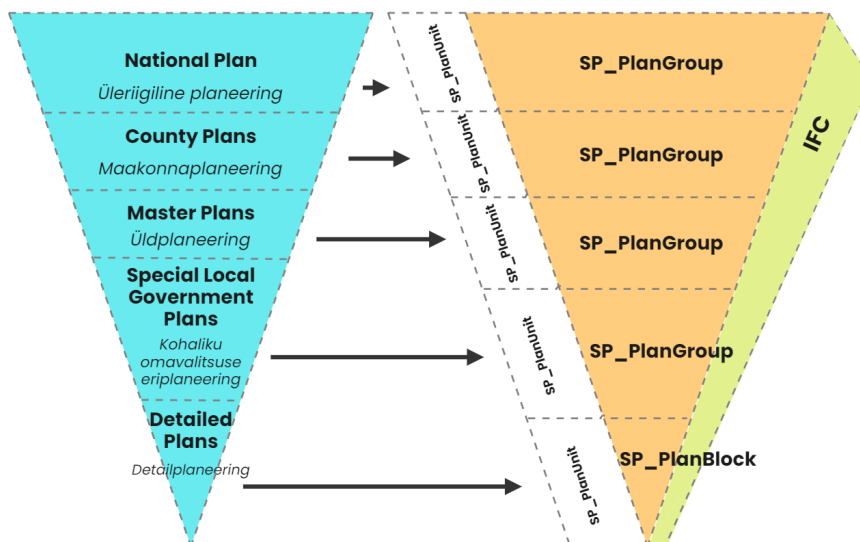 National Plan
Üleriigiline planeering
SP_PlanUnit
SP_PlanGroup
IFC
County Plans
Maakonnaplaneering
SP_PlanUnit
SP_PlanGroup
Master Plans
Üldplaneering
SP_PlanUnit
SP_PlanGroup
Special Local
Government
Plans
Kohaliku
omavalitsuse
eriplaneering
SP_PlanUnit
SP_PlanGroup
Detailed
Plans
Detailplaneering
SP_PlanUnit
SP_PlanBlock